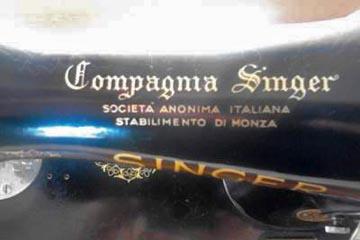 Compagnia Singer
SOCIETÀ ANONIMA ITALIANA
STABILIMENTO DI MONZA
SINGER